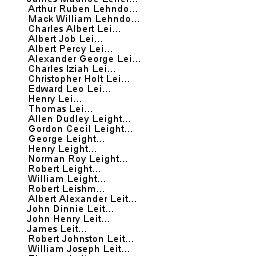 Arthur Ruben Lehndo...
Mack William Lehndo...
Charles Albert Lei...
Albert Job Lei...
Albert Percy Lei...
Alexander George Lei...
Charles Iziah Lei...
Christopher Holt Lei...
Edward Leo Lei...
Henry Lei...
Thomas Lei...
Allen Dudley Leight...
Gordon Cecil Leight...
George Leight...
Henry Leight...
Norman Roy Leight...
Robert Leight...
William Leight...
Robert Leishm...
Albert Alexander Leit...
John Dinnie Leit...
John Henry Leit...
James Leit...
Robert Johnston Leit...
William Joseph Leit...